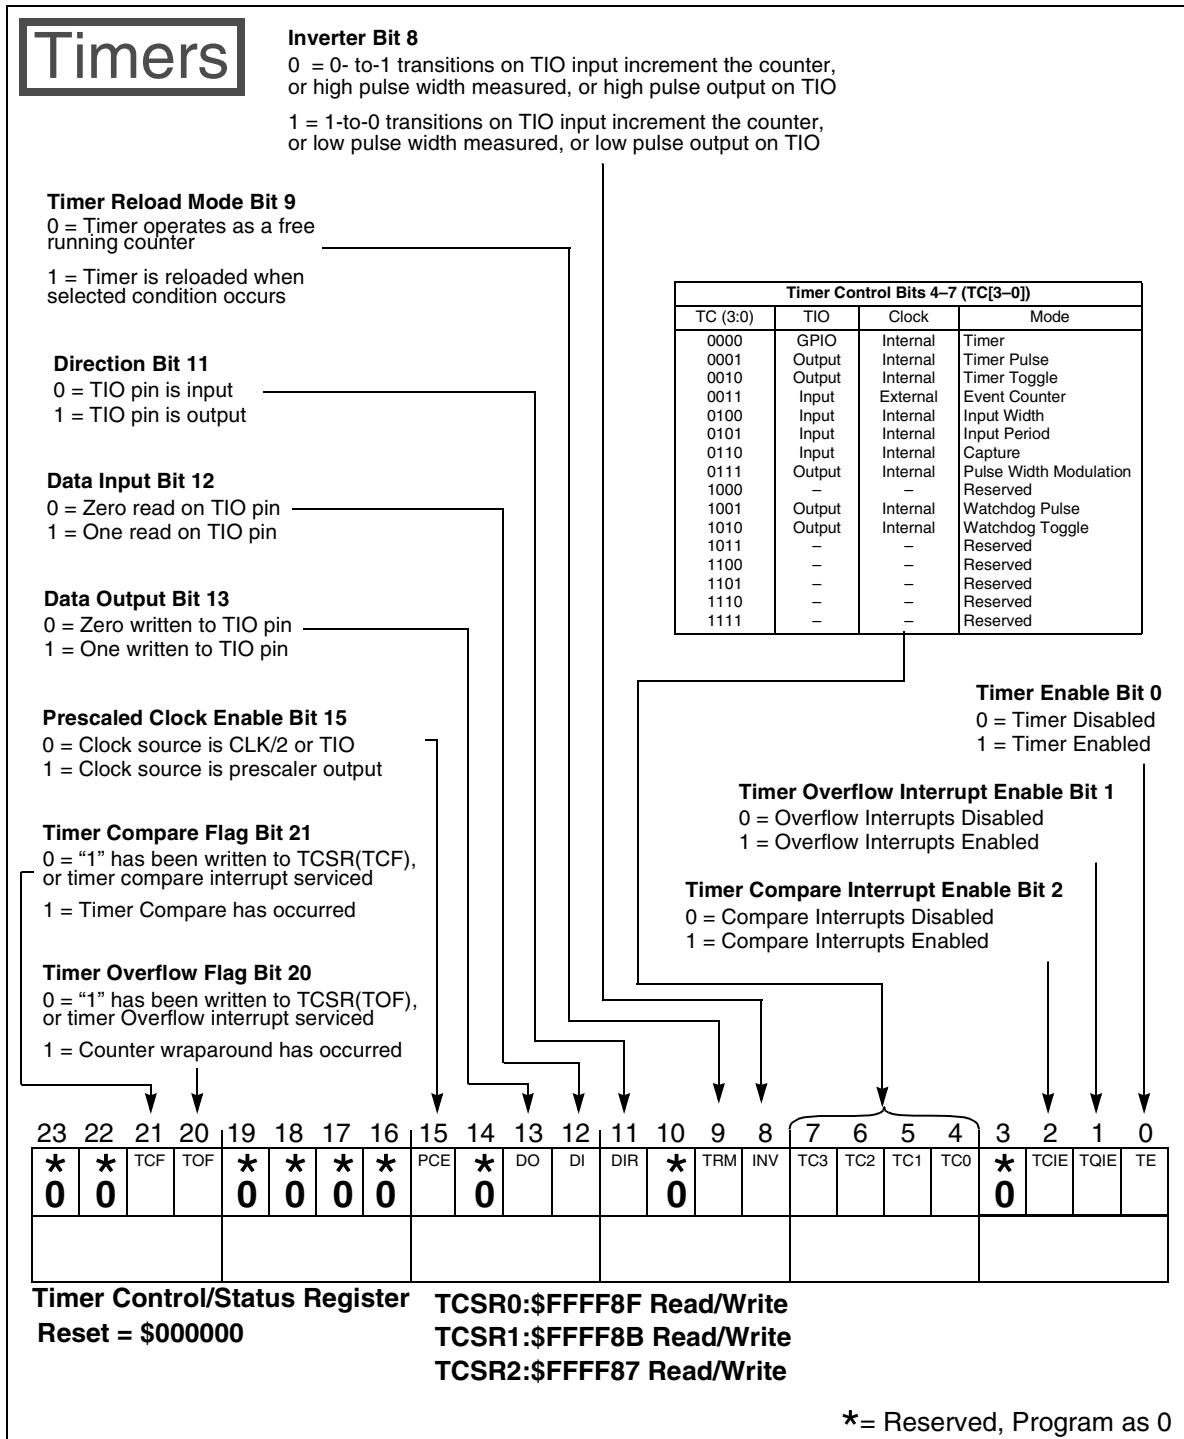 Timers
Inverter Bit 8
0 = 0- to-1 transitions on TIO input increment the counter,
or high pulse width measured, or high pulse output on TIO
1 = 1-to-0 transitions on TIO input increment the counter,
or low pulse width measured, or low pulse output on TIO
Timer Reload Mode Bit 9
0 = Timer operates as a free
running counter
1 = Timer is reloaded when
selected condition occurs
Direction Bit 11
0 = TIO pin is input
1 = TIO pin is output
Data Input Bit 12
0 = Zero read on TIO pin
1 = One read on TIO pin
Data Output Bit 13
0 = Zero written to TIO pin
1 = One written to TIO pin
Prescaled Clock Enable Bit 15
0 = Clock source is CLK/2 or TIO
1 = Clock source is prescaler output
Timer Compare Flag Bit 21
0 = “1” has been written to TCSR(TCF),
or timer compare interrupt serviced
1 = Timer Compare has occurred
Timer Overflow Flag Bit 20
0 = “1” has been written to TCSR(TOF),
or timer Overflow interrupt serviced
1 = Counter wraparound has occurred
Timer Control Bits 4–7 (TC[3–0])
TC (3:0) TIO Clock Mode
0000 GPIO Internal Timer
0001 Output Internal Timer Pulse
0010 Output Internal Timer Toggle
0011 Input External Event Counter
0100 Input Internal Input Width
0101 Input Internal Input Period
0110 Input Internal Capture
0111 Output Internal Pulse Width Modulation
1000 – – Reserved
1001 Output Internal Watchdog Pulse
1010 Output Internal Watchdog Toggle
1011 – – Reserved
1100 – – Reserved
1101 – – Reserved
1110 – – Reserved
1111 – – Reserved
Timer Enable Bit 0
0 = Timer Disabled
1 = Timer Enabled
Timer Overflow Interrupt Enable Bit 1
0 = Overflow Interrupts Disabled
1 = Overflow Interrupts Enabled
Timer Compare Interrupt Enable Bit 2
0 = Compare Interrupts Disabled
1 = Compare Interrupts Enabled
23 22 21 20 19 18 17 16 15 14 13 12 11 10 9 8 7 6 5 4 3 2 1 0
* * TCF TOF * * * * PCE * DO DI DIR * TRM INV TC3 TC2 TC1 TC0 * TCIE TQIE TE
0 0 0 0 0 0 0 0 0
Timer Control/Status Register
Reset = $000000
TCSR0:$FFFF8F Read/Write
TCSR1:$FFFF8B Read/Write
TCSR2:$FFFF87 Read/Write
*= Reserved, Program as 0